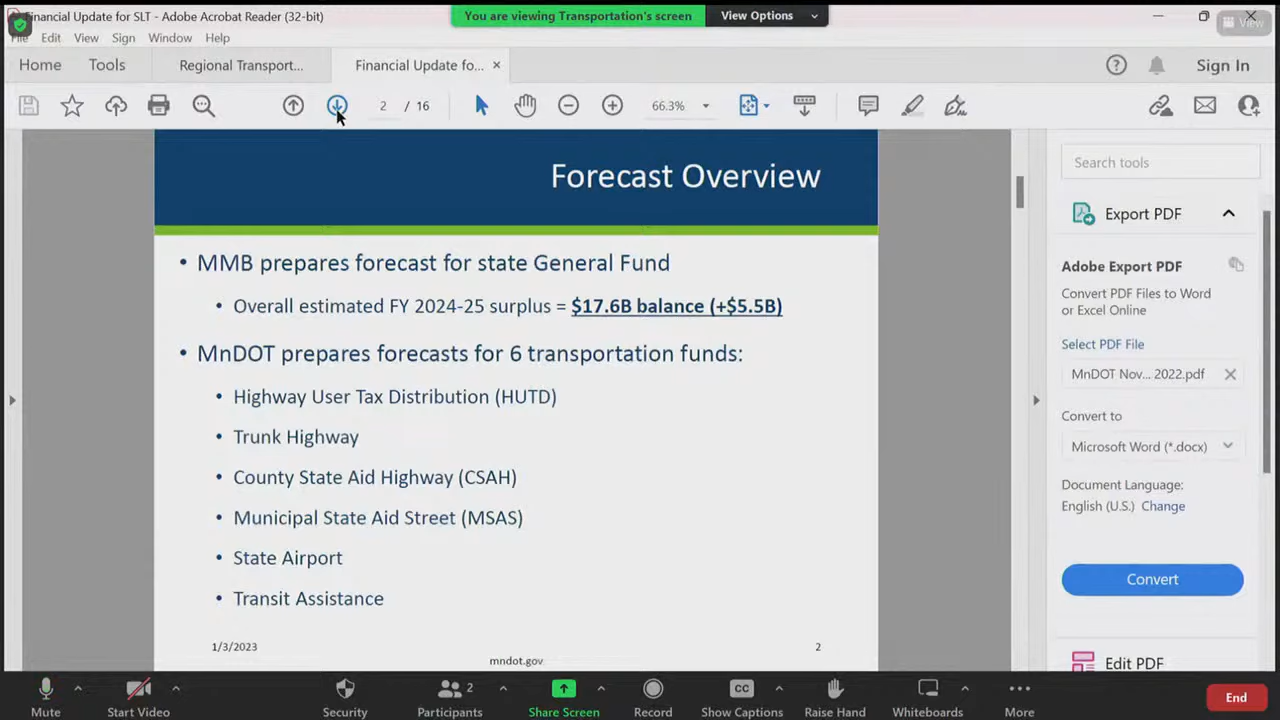 Financial Update for SLT - Adobe Acrobat Reader (32-bit)
You are viewing Transportation's screen
View Options
View
File Edit View Sign Window Help
Home Tools Regional Transport... Financial Update fo... Sign In
2 / 16 66.3%
Forecast Overview
• MMB prepares forecast for state General Fund
• Overall estimated FY 2024-25 surplus = $17.6B balance (+$5.5B)
• MnDOT prepares forecasts for 6 transportation funds:
• Highway User Tax Distribution (HUTD)
• Trunk Highway
• County State Aid Highway (CSAH)
• Municipal State Aid Street (MSAS)
• State Airport
• Transit Assistance
1/3/2023
2
mndot.gov
Search tools
Export PDF
Adobe Export PDF
Convert PDF Files to Word
or Excel Online
Select PDF File
MnDOT Nov... 2022.pdf
Convert to
Microsoft Word (*.docx)
Document Language:
English (U.S.) Change
Convert
Edit PDF
Mute Start Video Security Participants 2 Share Screen Record CC Show Captions Raise Hand Whiteboards More End